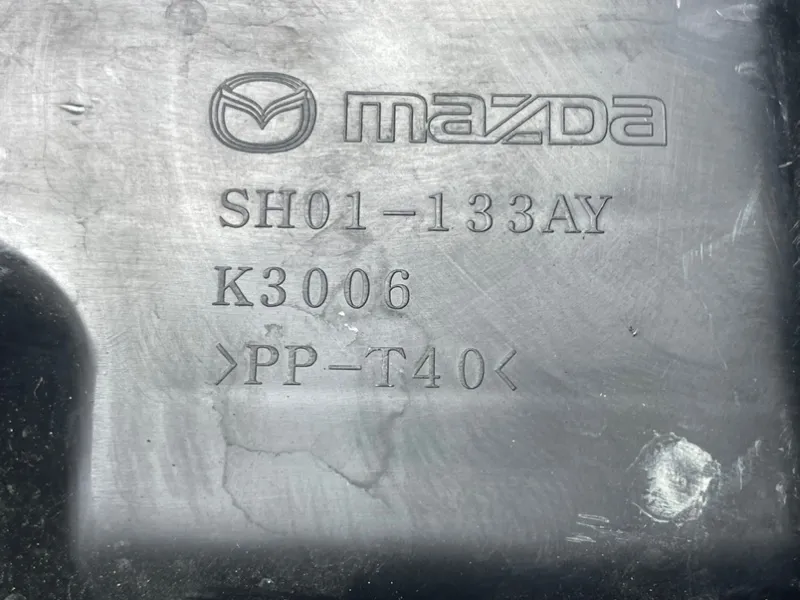 mazda
SH01-133AY
K3006
>PP-T40<